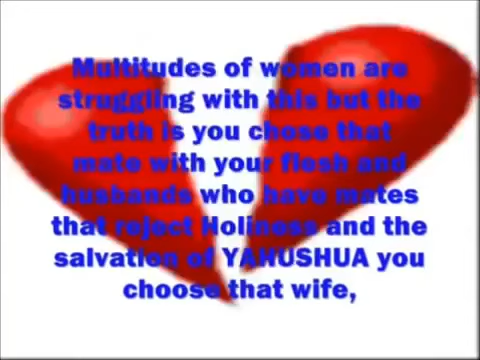 Multitudes of women are
struggling with this but the
truth is you chose that
mate with your flesh and
husbands who have mates
that reject Holiness and the
salvation of YAHUSHUA you
choose that wife,